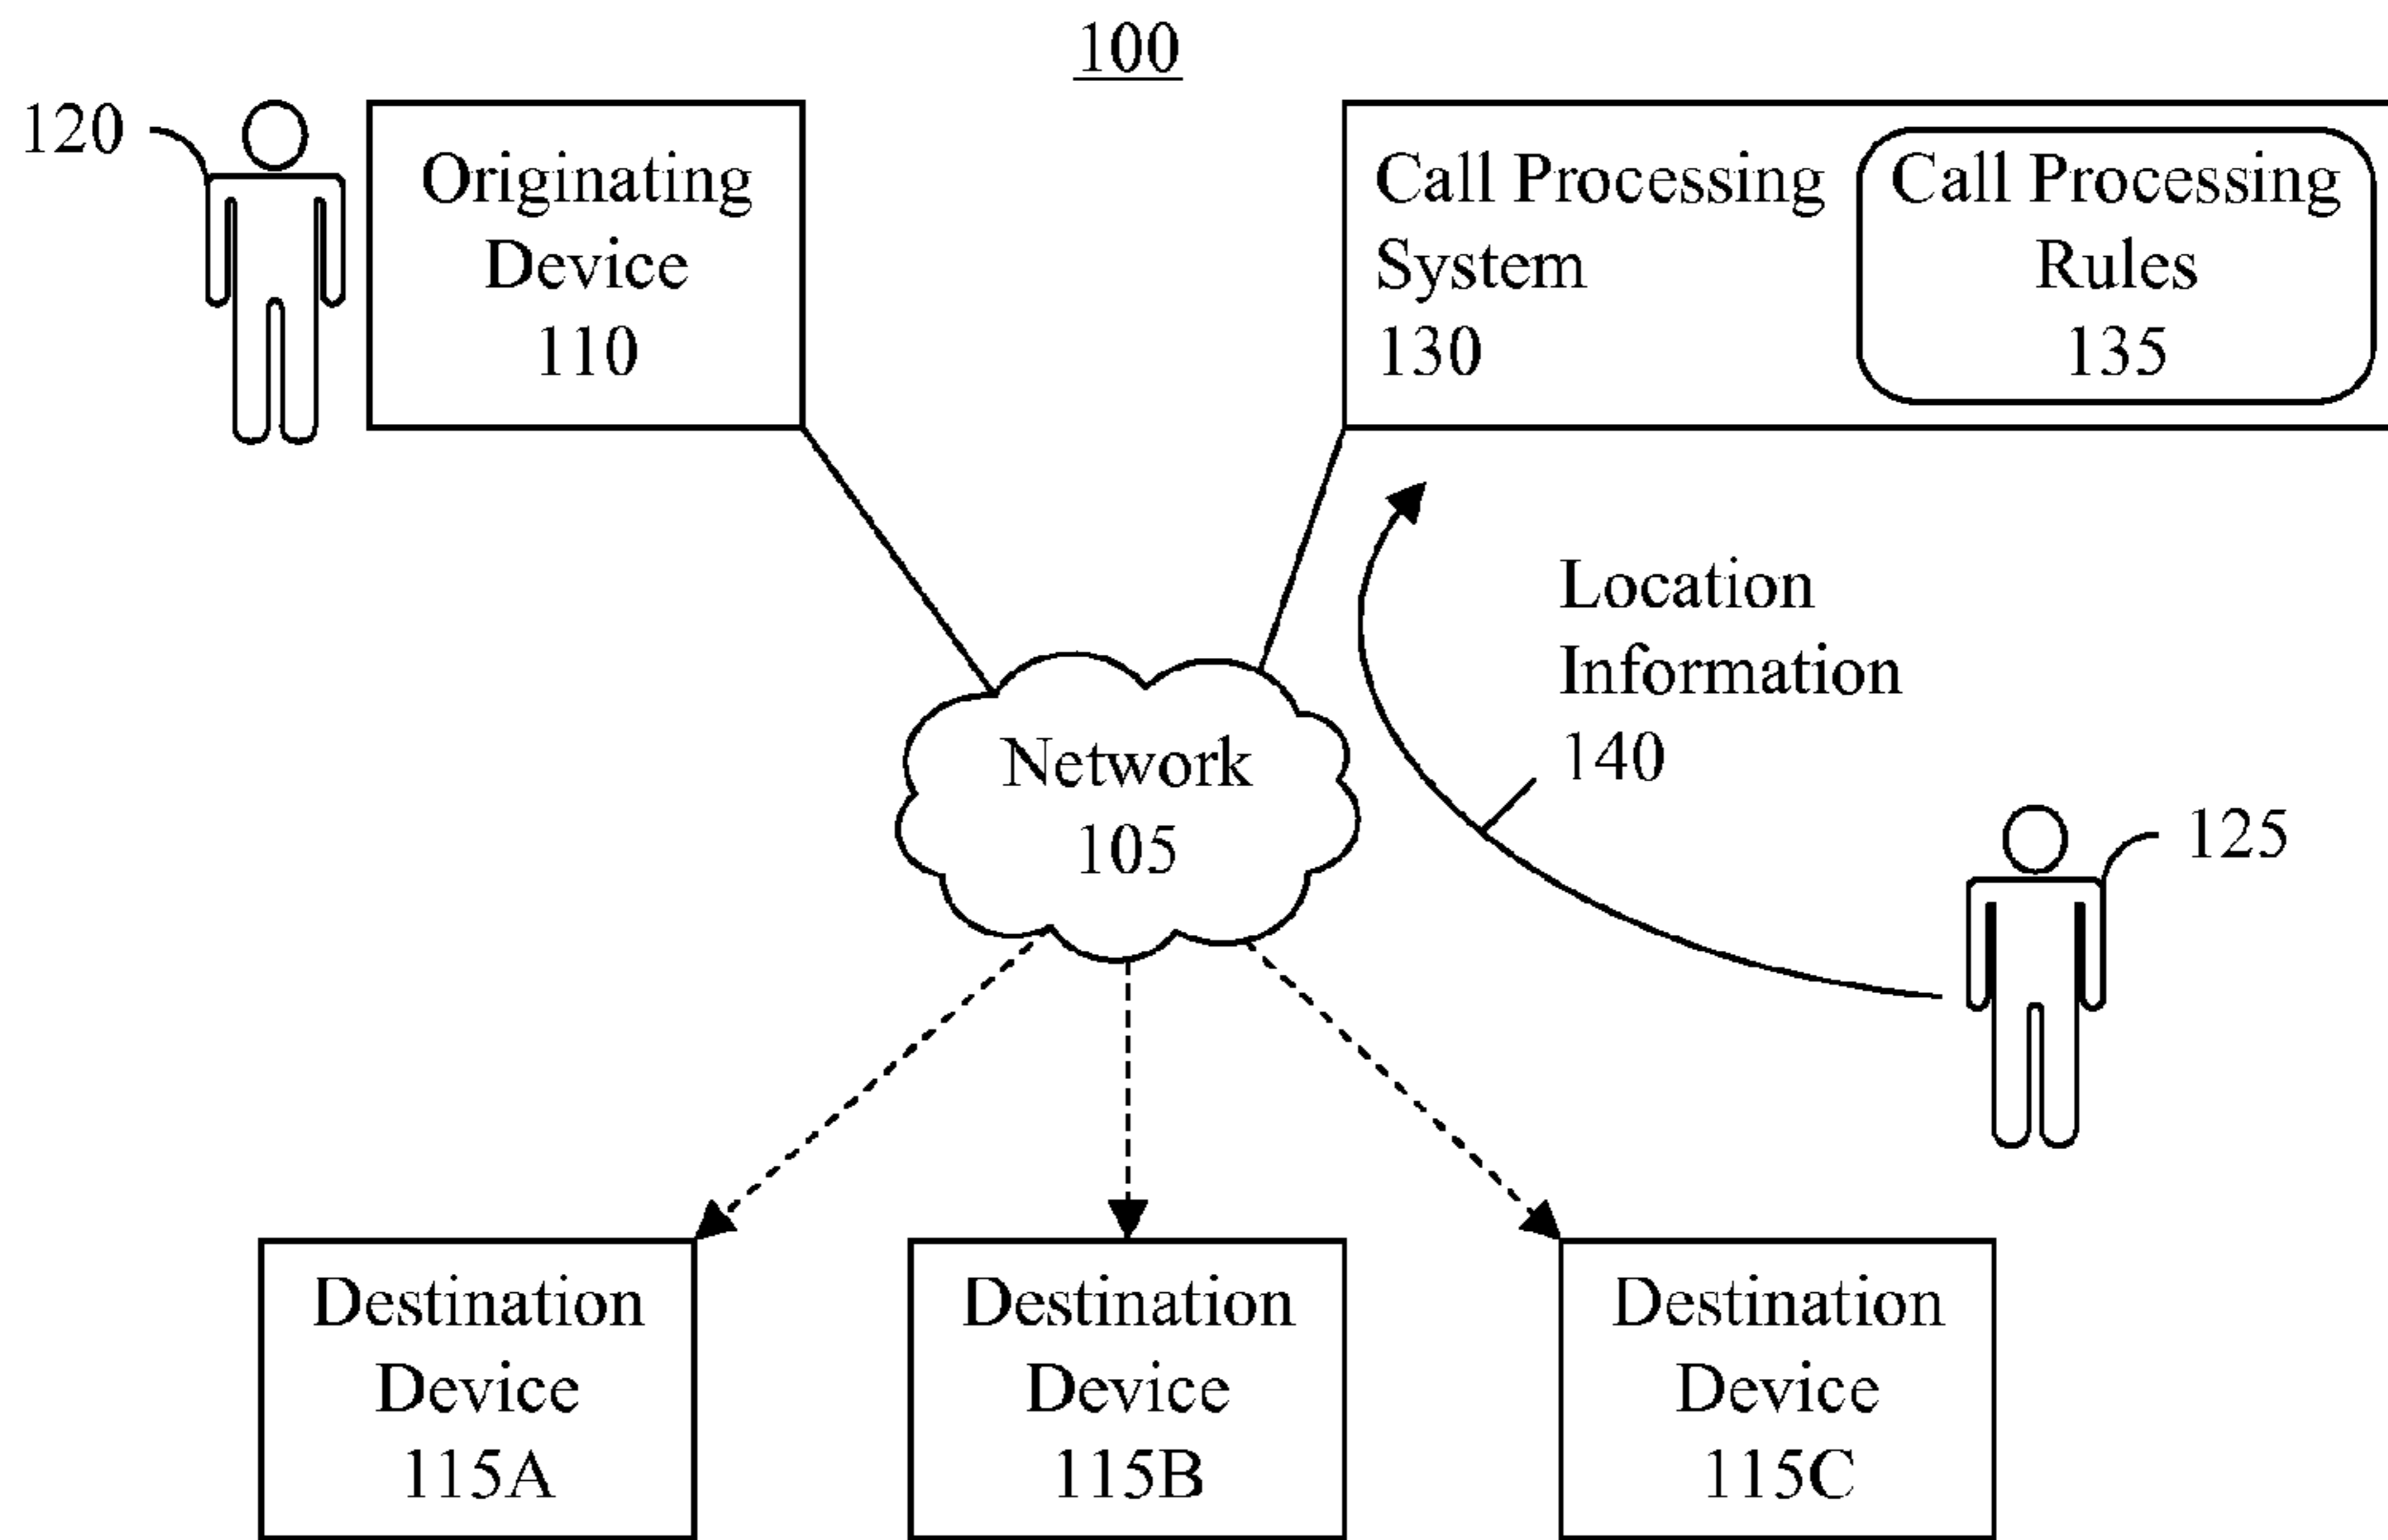 100
120
Originating
Device
110
Call Processing
System
130
Call Processing
Rules
135
Location
Information
140
Network
105
125
Destination
Device
115A
Destination
Device
115B
Destination
Device
115C